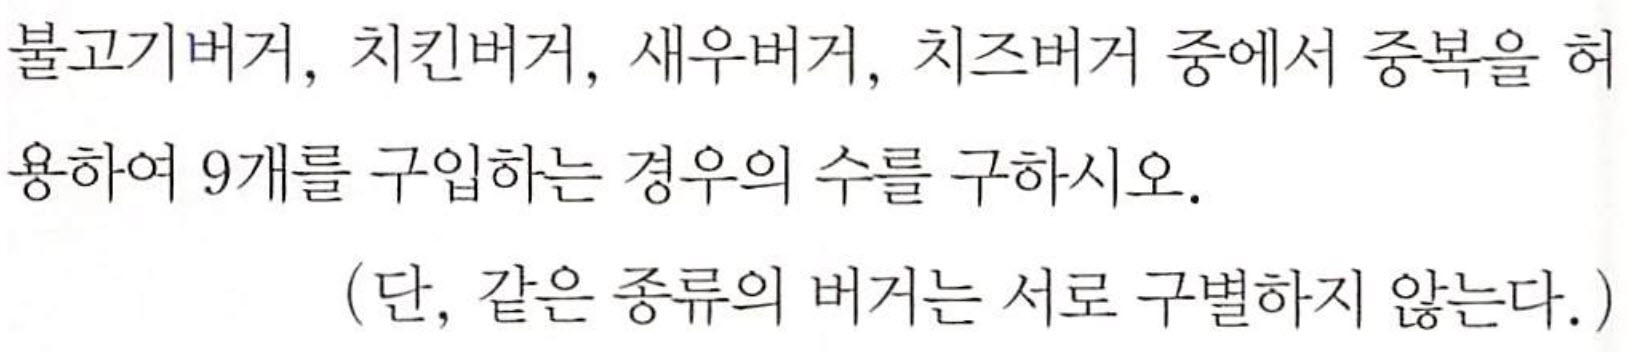 불고기버거, 치킨버거, 새우버거, 치즈버거 중에서 중복을 허
용하여 9개를 구입하는 경우의 수를 구하시오.
(단, 같은 종류의 버거는 서로 구별하지 않는다.)